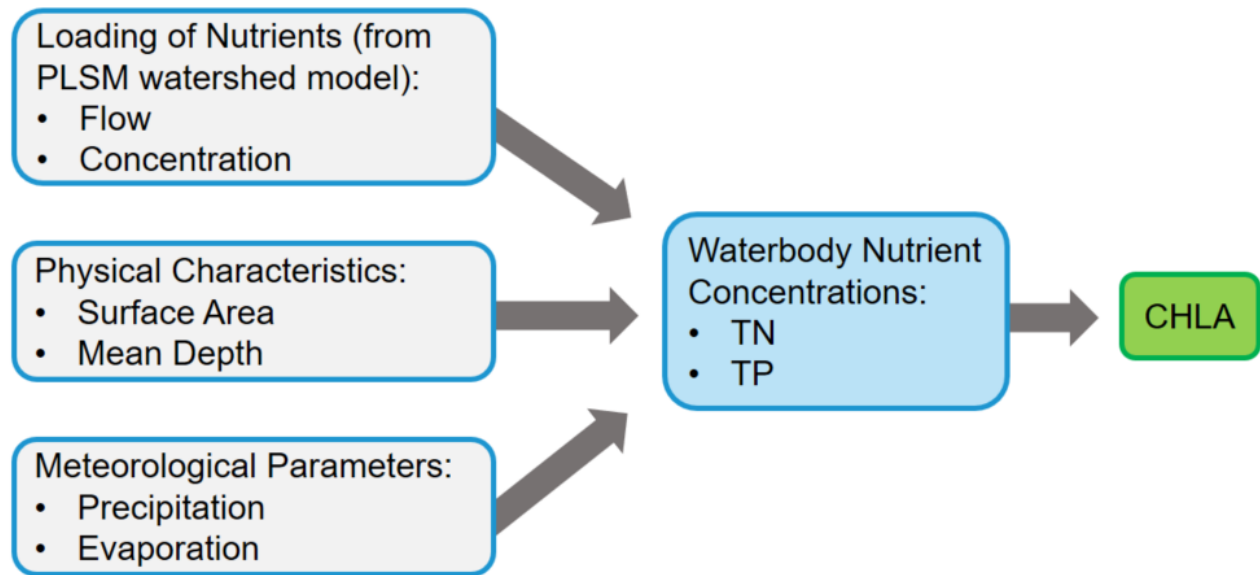 Loading of Nutrients (from
PLSM watershed model):
• Flow
• Concentration
Physical Characteristics:
• Surface Area
• Mean Depth
Meteorological Parameters:
• Precipitation
• Evaporation
Waterbody Nutrient
Concentrations:
• TN
• TP
CHLA